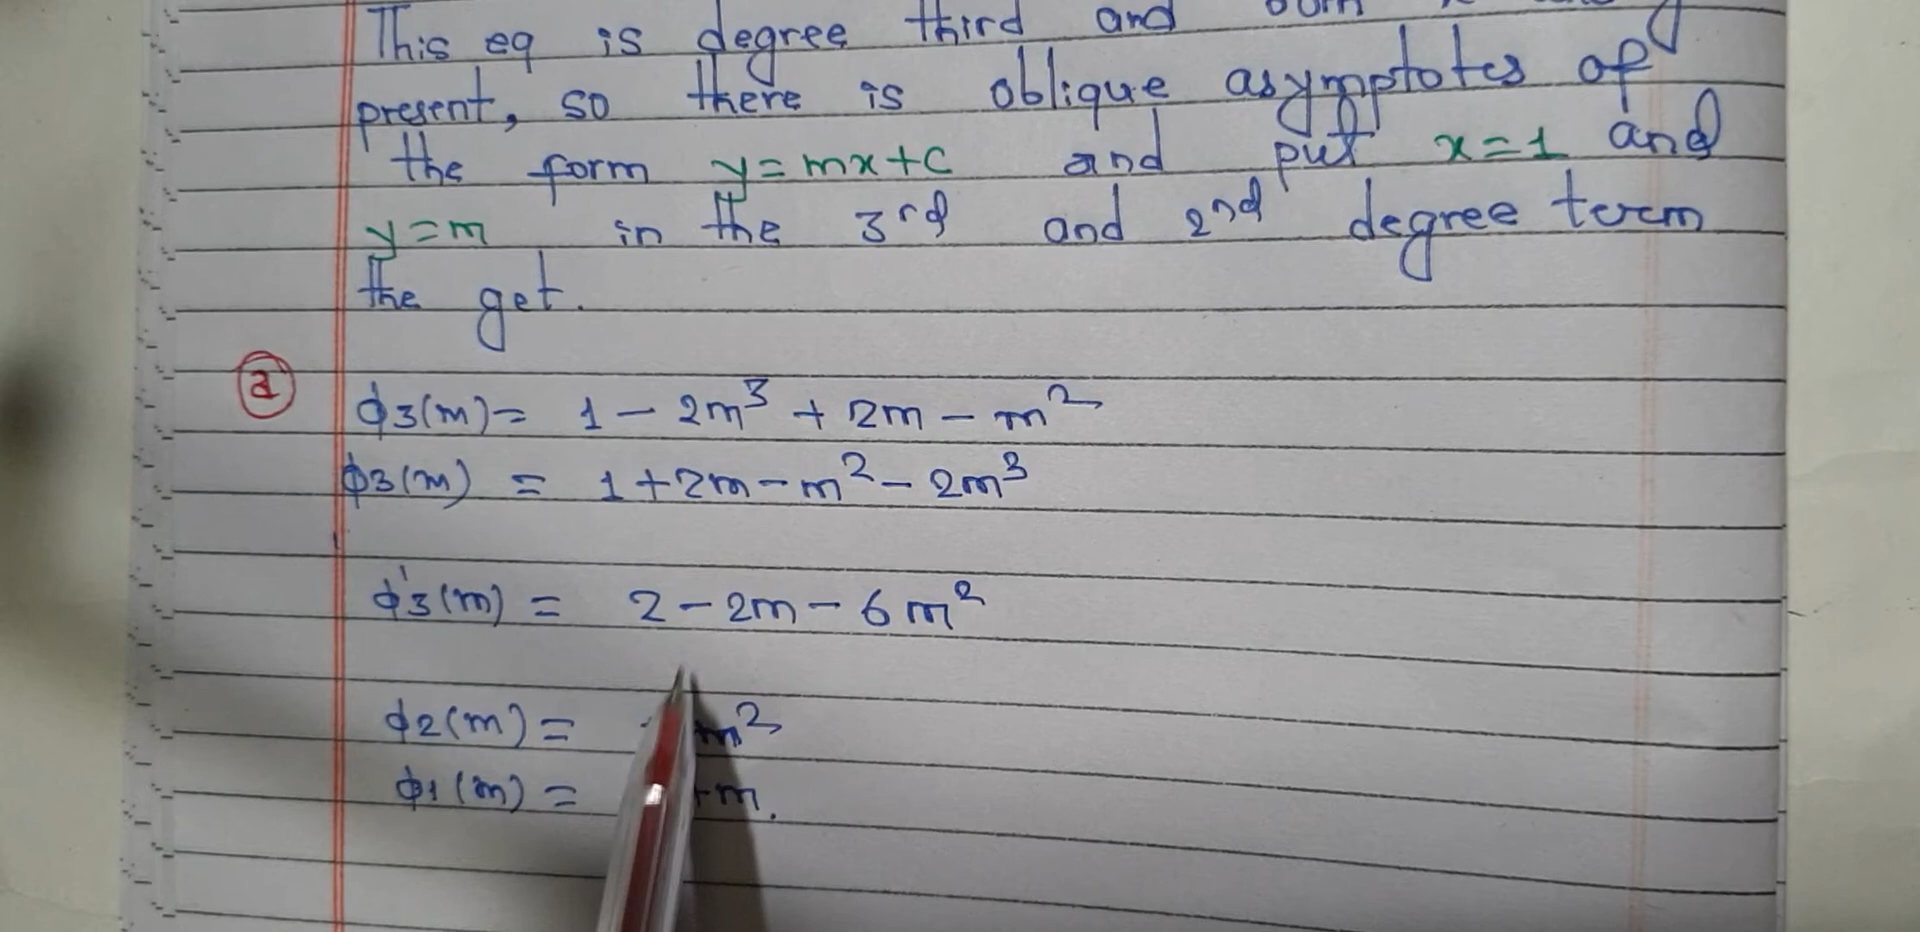 This eq is degree third and both
present, so there is oblique asymptotes of
the form y=mx+c and put x=1 and
y=m in the 3rd and 2nd degree term
the get.
(a) ϕ3(m)= 1 - 2m³ + 2m - m²
ϕ3(m) = 1+2m-m²-2m³
ϕ'3(m) = 2-2m-6m²
ϕ2(m) = m²
ϕ1(m) = +m.